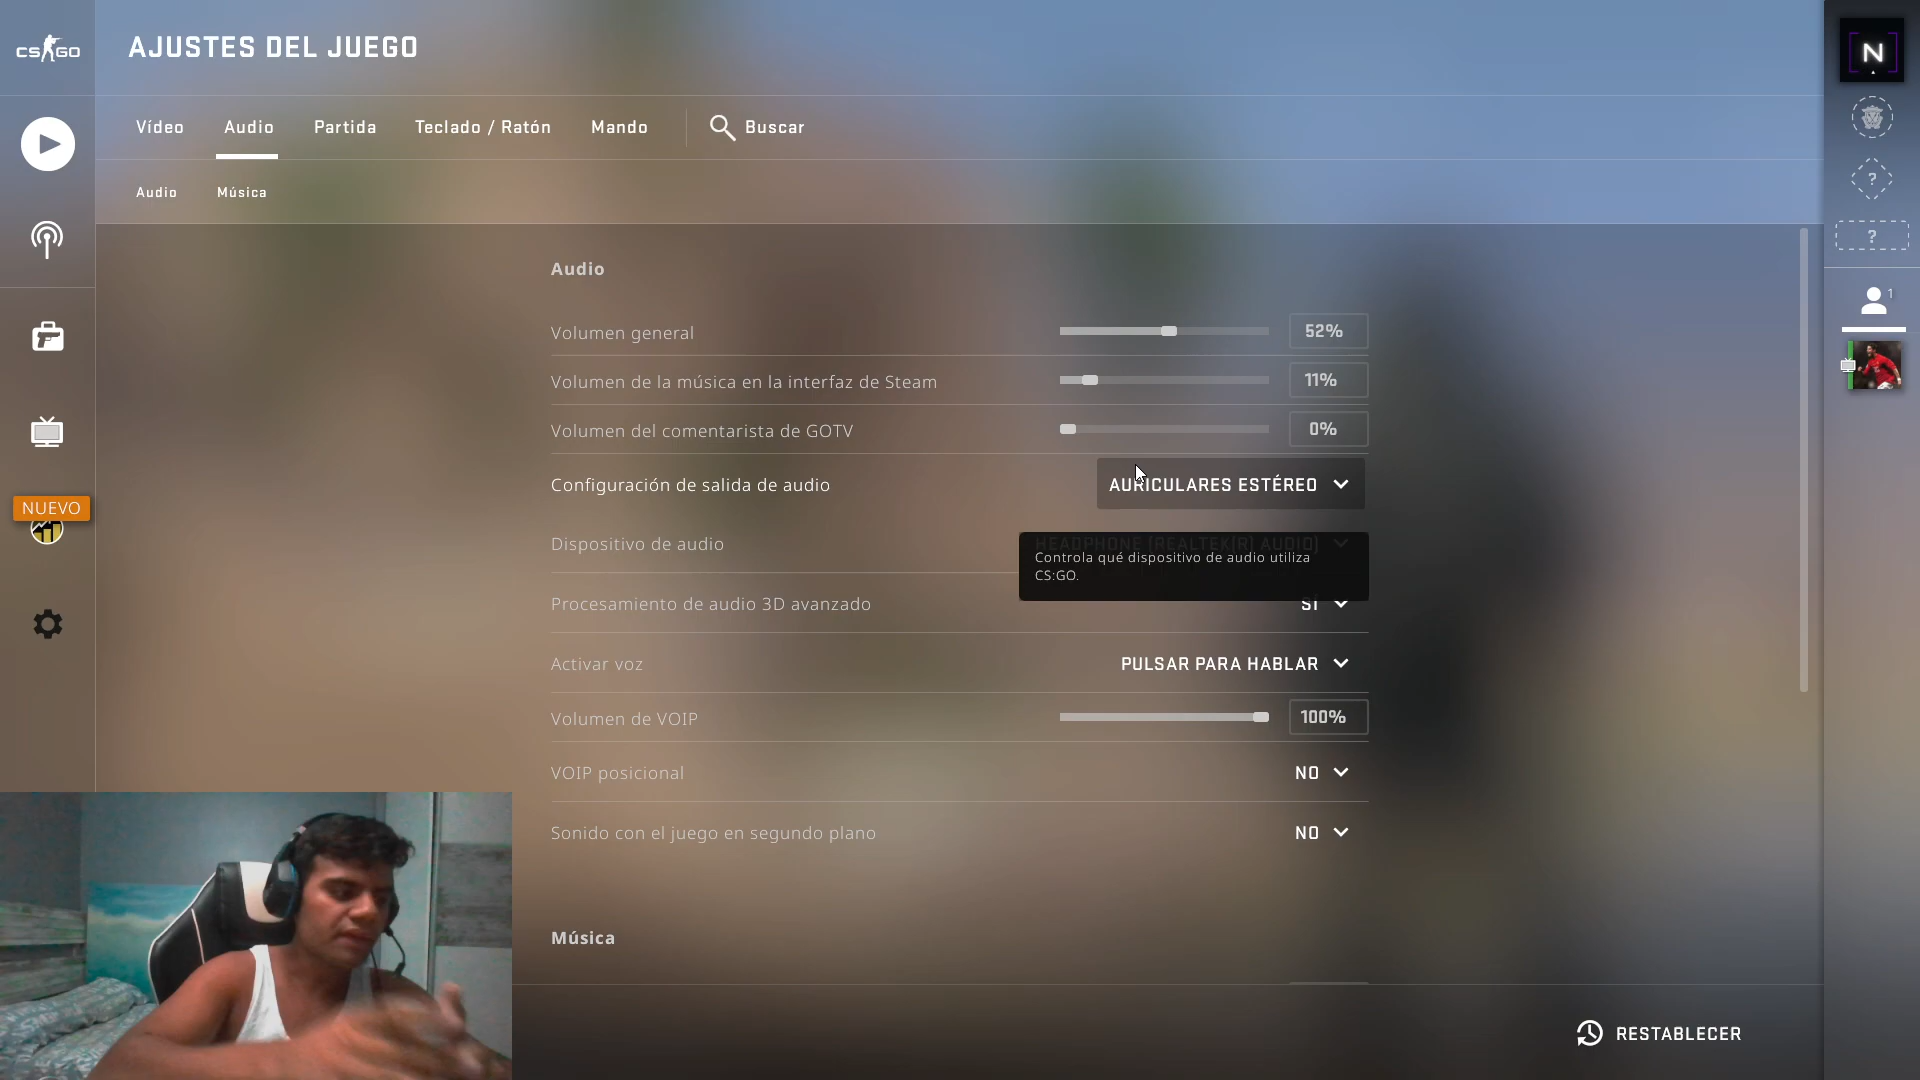 CS GO
AJUSTES DEL JUEGO
N
Vídeo
Audio
Partida
Teclado / Ratón
Mando
Buscar
Audio
Música
?
?
1
Audio
Volumen general
52%
Volumen de la música en la interfaz de Steam
11%
Volumen del comentarista de GOTV
0%
Configuración de salida de audio
AURICULARES ESTÉREO
NUEVO
Dispositivo de audio
HEADPHONE (REALTEK(R) AUDIO)
Controla qué dispositivo de audio utiliza
CS:GO.
Procesamiento de audio 3D avanzado
SÍ
Activar voz
PULSAR PARA HABLAR
Volumen de VOIP
100%
VOIP posicional
NO
Sonido con el juego en segundo plano
NO
Música
RESTABLECER